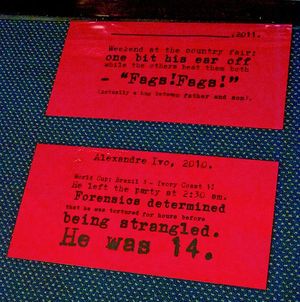 , 2011.
Weekend at the country fair:
one bit his ear off
while the others beat them both
- "Fags!Fags!"
(actually a hug between father and son).
Alexandre Ivo, 2010.
World Cup: Brazil 3 - Ivory Coast 1;
He left the party at 2:30 am.
Forensics determined
that he was tortured for hours before
being strangled.
He was 14.